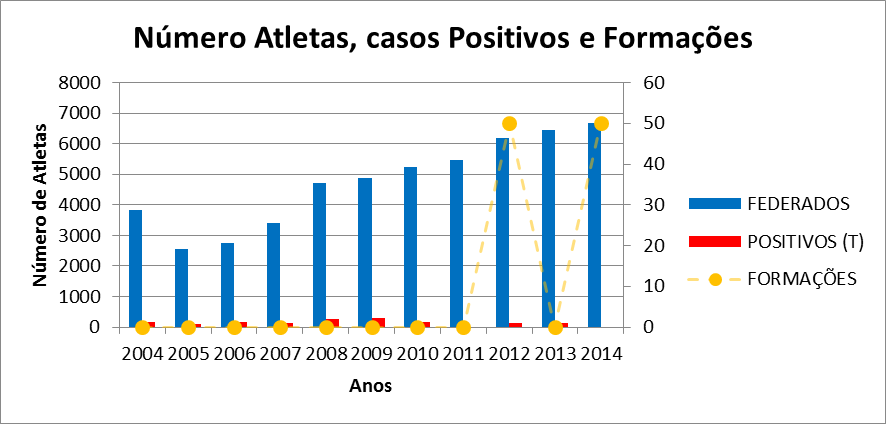 Número Atletas, casos Positivos e Formações
8000
7000
6000
5000
4000
3000
2000
1000
0
Número de Atletas
60
50
40
30
20
10
0
2004 2005 2006 2007 2008 2009 2010 2011 2012 2013 2014
Anos
FEDERADOS
POSITIVOS (T)
FORMAÇÕES